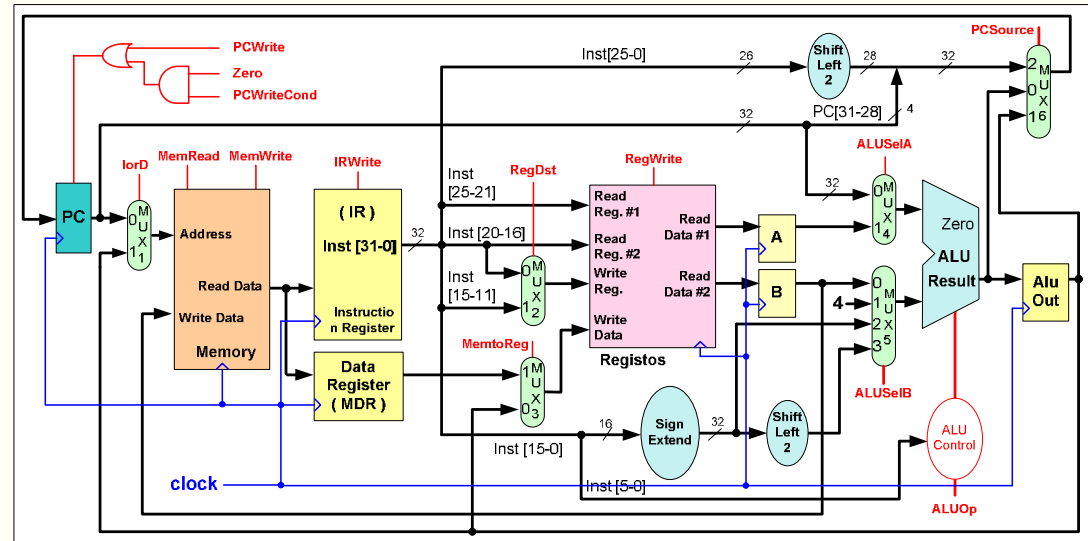 PCWrite
Zero
PCWriteCond
Inst[25-0]
26
Shift
Left
2
28
32
PCSource
2
0
1
M
U
X
6
PC[31-28]
4
32
IorD
MemRead
MemWrite
IRWrite
RegDst
RegWrite
ALUSelA
PC
0
1
M
U
X
1
Address
Read Data
Write Data
Memory
( IR )
Inst [31-0]
Instructio
n Register
32
Data
Register
( MDR )
Inst
[25-21]
Inst [20-16]
Inst
[15-11]
0
1
M
U
X
2
MemtoReg
1
0
M
U
X
3
Read
Reg. #1
Read
Reg. #2
Write
Reg.
Write
Data
Read
Data #1
Read
Data #2
Registos
A
B
32
0
1
M
U
X
4
0
1
2
3
M
U
X
5
4
ALUSelB
Zero
ALU
Result
Alu
Out
Inst [15-0]
16
Sign
Extend
32
Shift
Left
2
ALU
Control
ALUOp
clock
Inst [5-0]